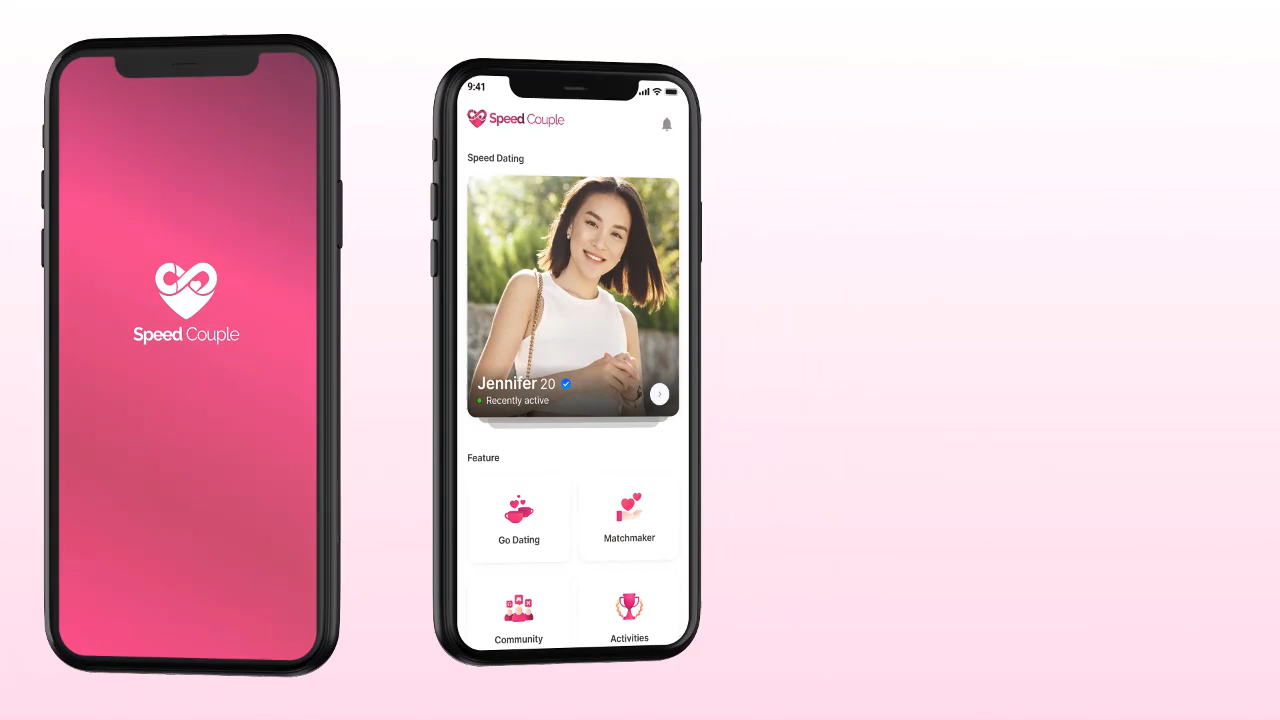 Speed Couple
9:41
Speed Couple
Speed Dating
Jennifer 20
Recently active
Feature
Go Dating
Matchmaker
Community
Activities